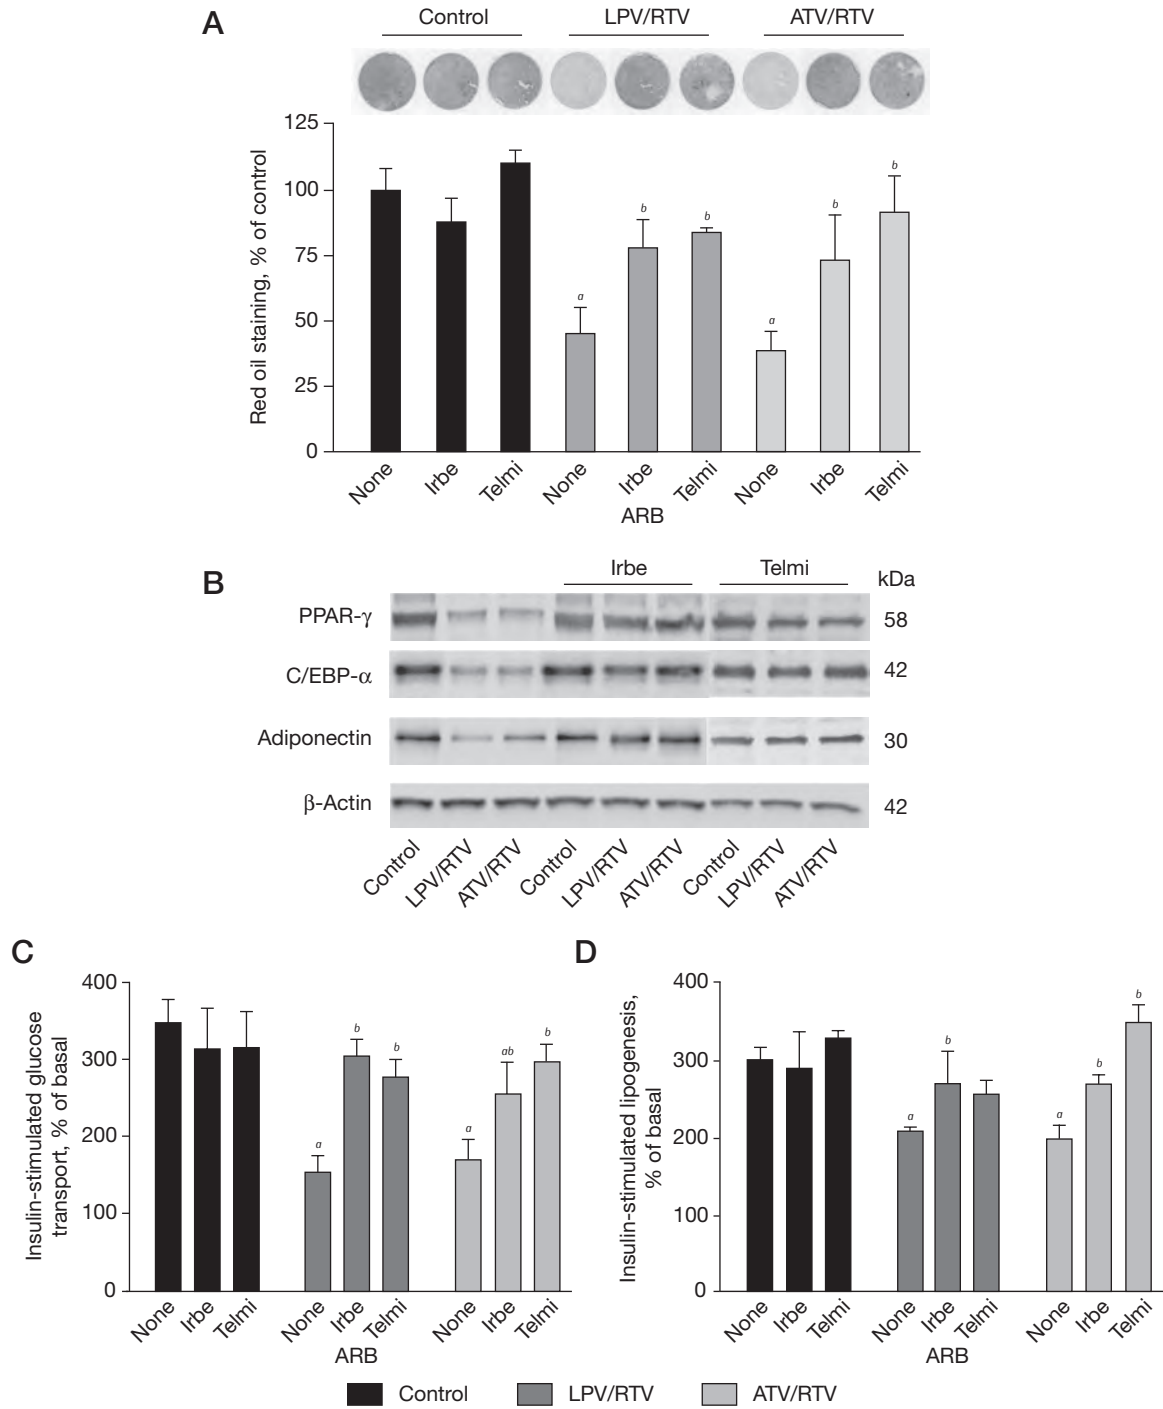 A
Control LPV/RTV ATV/RTV
Red oil staining, % of control
125
100
75
50
25
0
a b b a b b
None Irbe Telmi None Irbe Telmi None Irbe Telmi
ARB
B
Irbe Telmi kDa
PPAR-γ 58
C/EBP-α 42
Adiponectin 30
β-Actin 42
Control LPV/RTV ATV/RTV Control LPV/RTV ATV/RTV Control LPV/RTV ATV/RTV
C
Insulin-stimulated glucose
transport, % of basal
400
300
200
100
0
a b b a ab b
None Irbe Telmi None Irbe Telmi None Irbe Telmi
ARB
D
Insulin-stimulated lipogenesis,
% of basal
400
300
200
100
0
a b a b b
None Irbe Telmi None Irbe Telmi None Irbe Telmi
ARB
Control LPV/RTV ATV/RTV